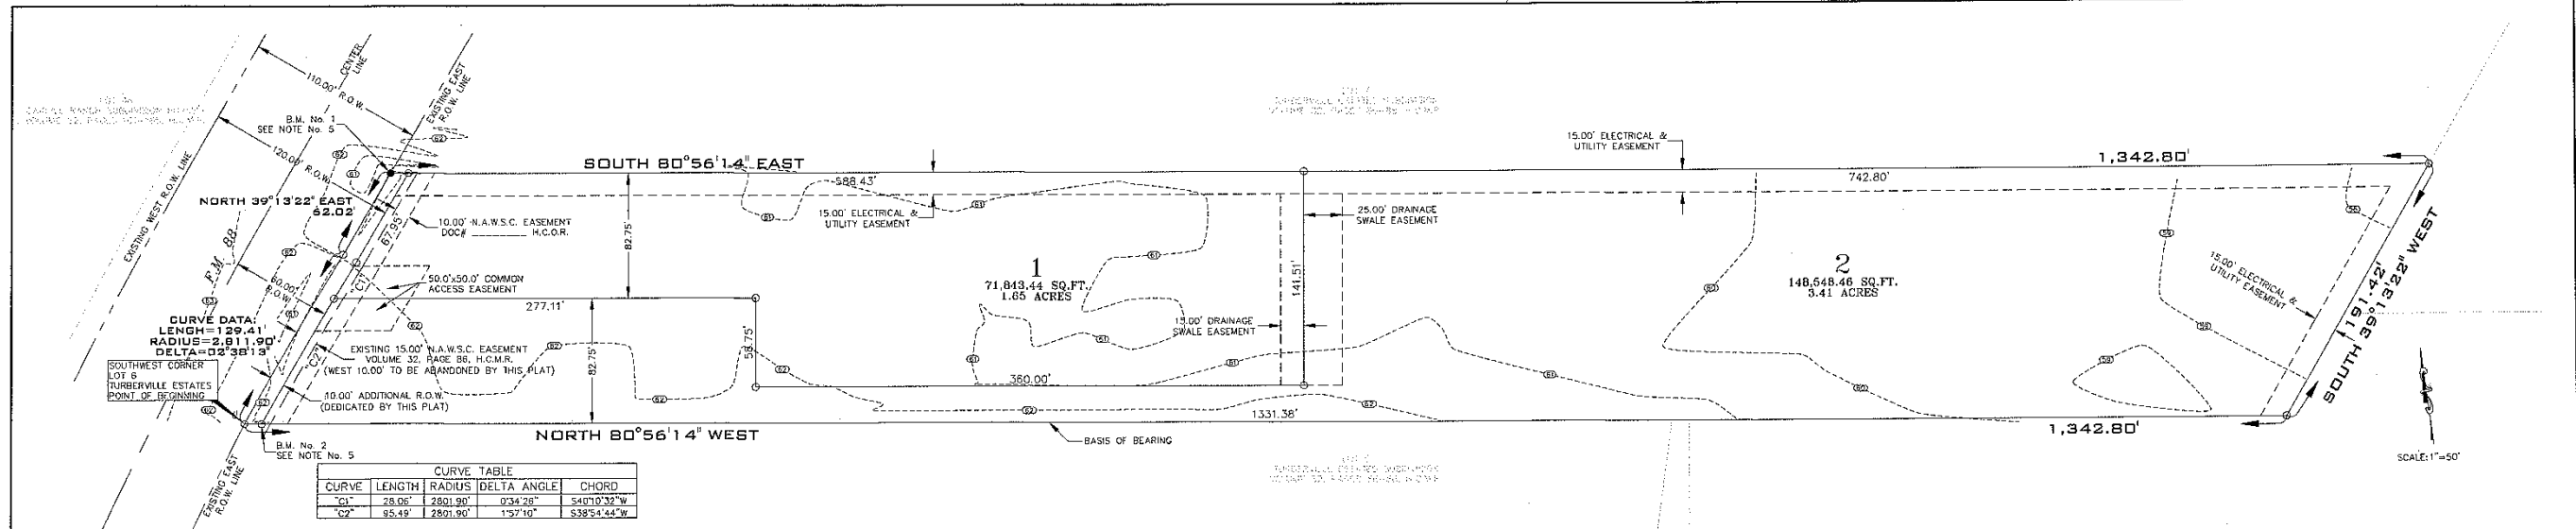 EXISTING WEST R.O.W. LINE
110.00' R.O.W.
CENTER
LINE
EXISTING EAST
R.O.W. LINE
B.M. No. 1
SEE NOTE No. 5
120.00' R.O.W.
NORTH 39°13'22" EAST
62.02'
67.95
F.M. 88
60.00'
R.O.W.
10.00' N.A.W.S.C. EASEMENT
DOC# ________ H.C.O.R.
50.0'x50.0' COMMON
ACCESS EASEMENT
"C1"
"C2"
CURVE DATA:
LENGH=129.41'
RADIUS=2,811.90'
DELTA=02°38'13"
SOUTHWEST CORNER
LOT 6
TURBERVILLE ESTATES
POINT OF BEGINNING
EXISTING 15.00' N.A.W.S.C. EASEMENT
VOLUME 32, PAGE 86, H.C.M.R.
(WEST 10.00' TO BE ABANDONED BY THIS PLAT)
10.00' ADDITIONAL R.O.W.
(DEDICATED BY THIS PLAT)
B.M. No. 2
SEE NOTE No. 5
EXISTING EAST
R.O.W. LINE
SOUTH 80°56'14" EAST
1,342.80'
588.43'
742.80'
15.00' ELECTRICAL &
UTILITY EASEMENT
15.00' ELECTRICAL &
UTILITY EASEMENT
82.75'
277.11'
82.75'
58.75'
360.00'
1
71,843.44 SQ.FT.
1.65 ACRES
141.51'
25.00' DRAINAGE
SWALE EASEMENT
15.00' DRAINAGE
SWALE EASEMENT
2
148,548.46 SQ.FT.
3.41 ACRES
15.00' ELECTRICAL &
UTILITY EASEMENT
191.42'
SOUTH 39°13'22" WEST
NORTH 80°56'14" WEST
1331.38'
1,342.80'
BASIS OF BEARING
SCALE:1"=50'
CURVE TABLE
CURVE LENGTH RADIUS DELTA ANGLE CHORD
"C1" 28.06' 2801.90' 0°34'26" S40°10'32"W
"C2" 95.49' 2801.90' 1°57'10" S38°54'44"W